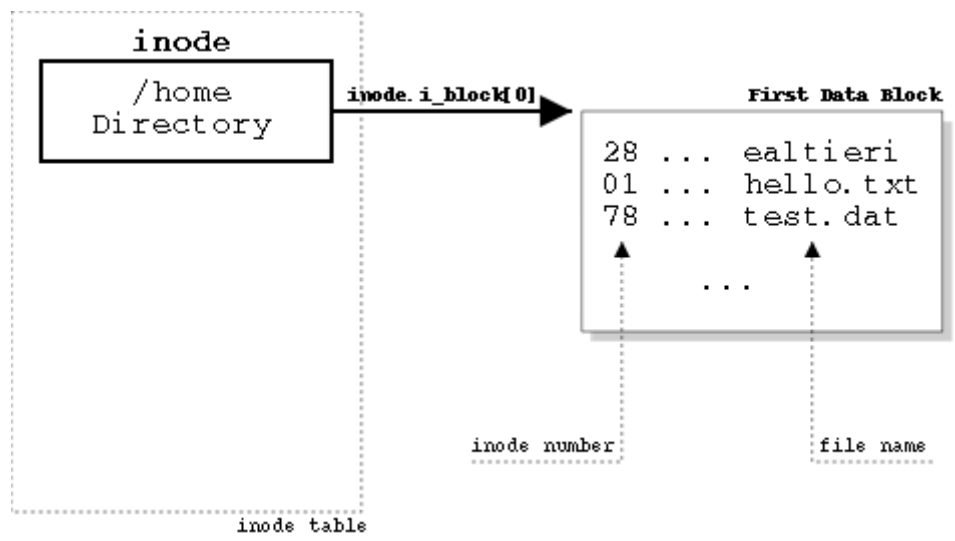 inode
/home
Directory
inode.i_block[0]
First Data Block
28 ... ealtieri
01 ... hello.txt
78 ... test.dat
...
inode number
file name
inode table